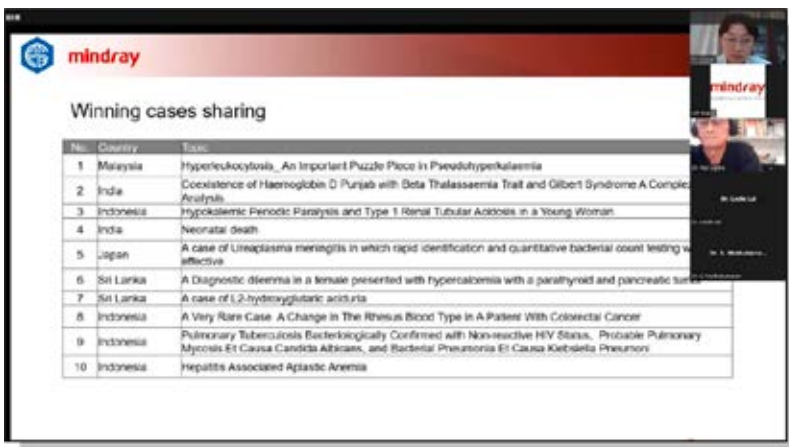 mindray
mindray
Winning cases sharing
No. Country Topic
1 Malaysia Hyperleukocytosis_ An Important Puzzle Piece in Pseudohyperkalaemia
2 India Coexistence of Haemoglobin D Punjab with Beta Thalassaemia Trait and Gilbert Syndrome A Complex
Analysis
3 Indonesia Hypokalemic Periodic Paralysis and Type 1 Renal Tubular Acidosis in a Young Woman
4 India Neonatal death
5 Japan A case of Ureaplasma meningitis in which rapid identification and quantitative bacterial count testing w
effective
6 Sri Lanka A Diagnostic dilemma in a female presented with hypercalcemia with a parathyroid and pancreatic tumor
7 Sri Lanka A case of L2-hydroxyglutaric aciduria
8 Indonesia A Very Rare Case A Change in The Rhesus Blood Type in A Patient With Colorectal Cancer
9 Indonesia Pulmonary Tuberculosis Bacteriologically Confirmed with Non-reactive HIV Status, Probable Pulmonary
Mycosis Et Causa Candida Albicans, and Bacterial Pneumonia Et Causa Klebsiella Pneumoni
10 Indonesia Hepatitis Associated Aplastic Anemia